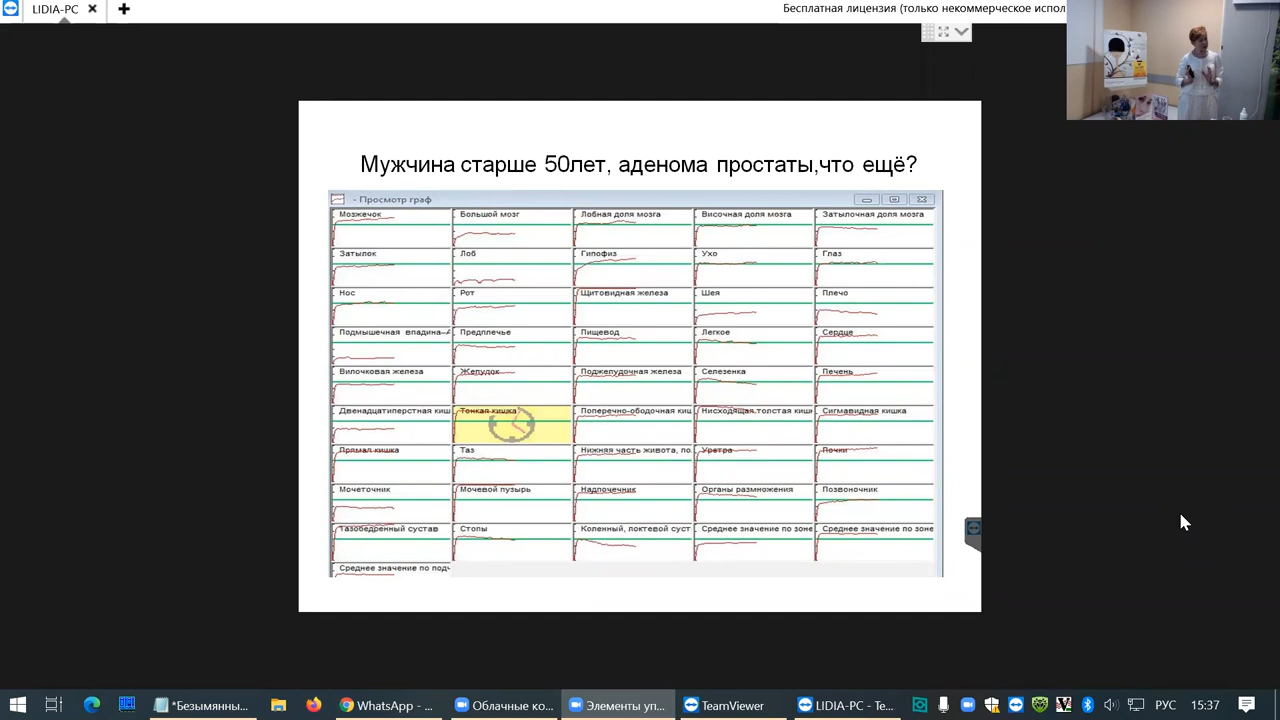 LIDIA-PC
Бесплатная лицензия (только некоммерческое испол
Мужчина старше 50лет, аденома простаты,что ещё?
- Просмотр граф
Мозжечок Большой мозг Лобная доля мозга Височная доля мозга Затылочная доля мозга
Затылок Лоб Гипофиз Ухо Глаз
Нос Рот Щитовидная железа Шея Плечо
Подмышечная впадина–А Предплечье Пищевод Легкое Сердце
Вилочковая железа Желудок Поджелудочная железа Селезенка Печень
Двенадцатиперстная киш Тонкая кишка Поперечно-ободочная киш Нисходящая толстая кишк Сигмавидная кишка
Прямая кишка Таз Нижняя часть живота, по. Уретра Почки
Мочеточник Мочевой пузырь Надпочечник Органы размножения Позвоночник
Тазобедренный сустав Стопы Коленный, локтевой суст Среднее значение по зоне Среднее значение по зоне
Среднее значение по подч
*Безымянны... WhatsApp - ... Облачные ко... Элементы уп... TeamViewer LIDIA-PC - Te... РУС 15:37